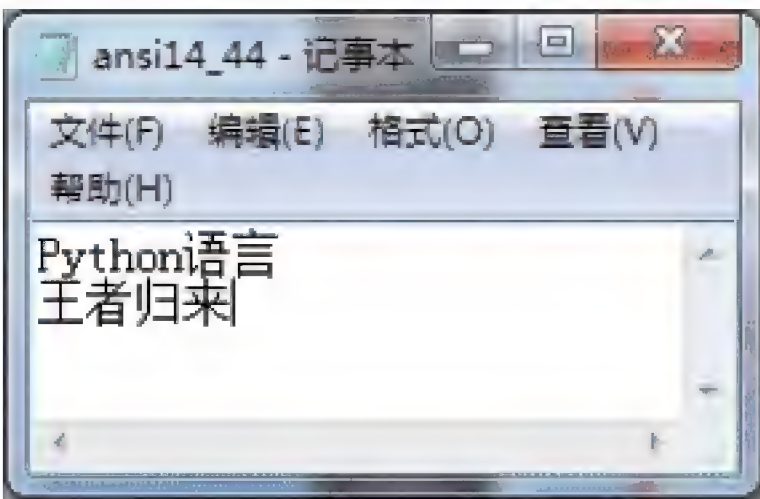 ansi14_44 - 记事本
文件(F) 编辑(E) 格式(O) 查看(V)
帮助(H)
Python语言
王者归来